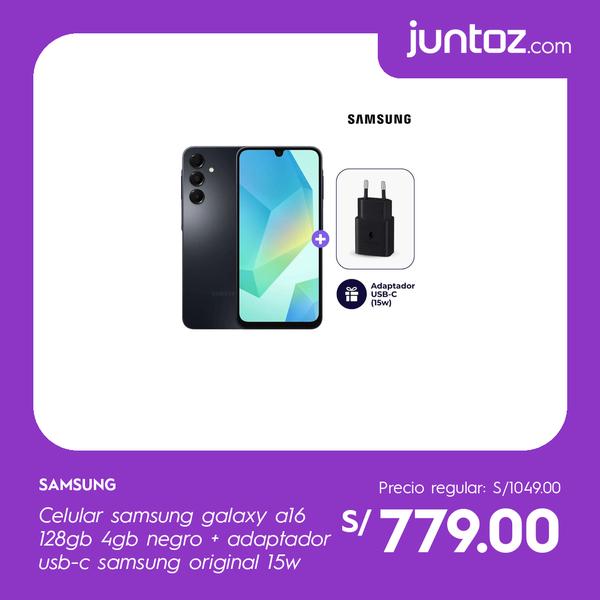 juntoz.com
SAMSUNG
Adaptador
USB-C
(15w)
SAMSUNG
Celular samsung galaxy a16
128gb 4gb negro + adaptador
usb-c samsung original 15w
Precio regular: S/1049.00
S/ 779.00